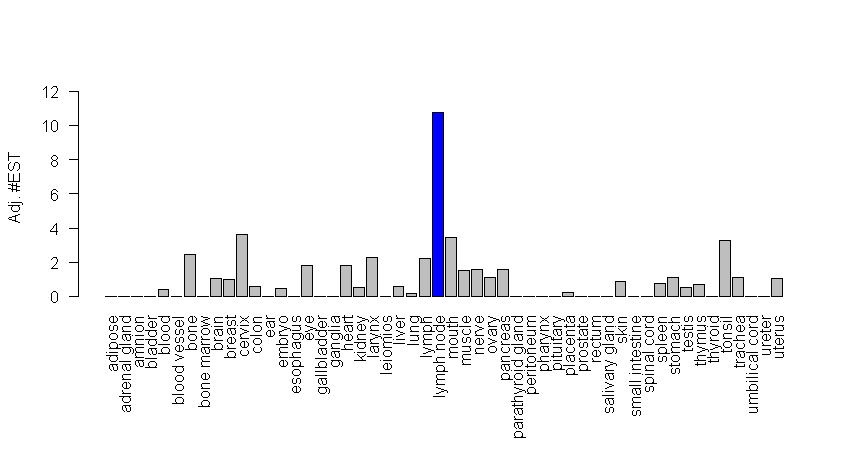 Adj. #EST
12
10
8
6
4
2
0
adipose
adrenal gland
amnion
bladder
blood
blood vessel
bone
bone marrow
brain
breast
cervix
colon
ear
embryo
esophagus
eye
gallbladder
ganglia
heart
kidney
larynx
leiomios
liver
lung
lymph
lymph node
mouth
muscle
nerve
ovary
pancreas
parathyroid gland
peritoneum
pharynx
pituitary
placenta
prostate
rectum
salivary gland
skin
small intestine
spinal cord
spleen
stomach
testis
thymus
thyroid
tonsil
trachea
umbilical cord
ureter
uterus